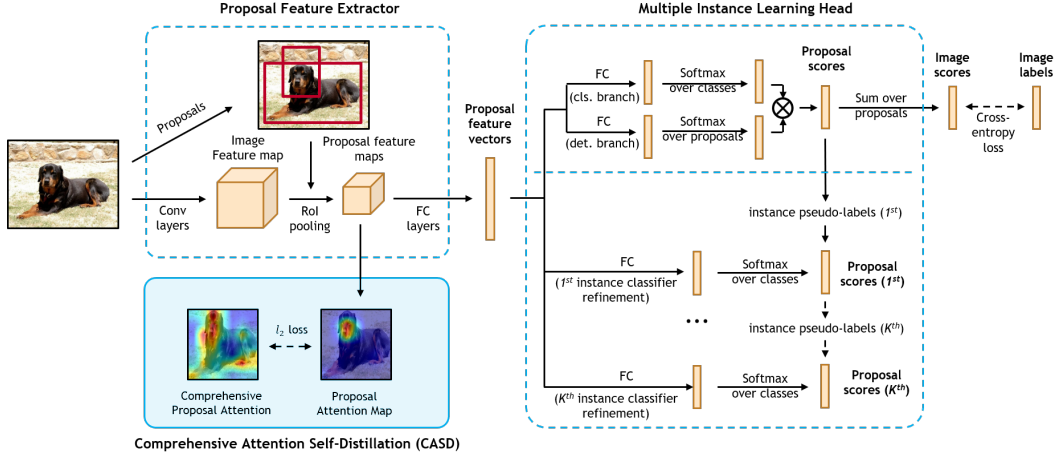 Proposal Feature Extractor
Multiple Instance Learning Head
Proposals
Image
Feature map
Proposal feature
maps
Conv
layers
RoI
pooling
FC
layers
Proposal
feature
vectors
FC
(cls. branch)
Softmax
over classes
FC
(det. branch)
Softmax
over proposals
Proposal
scores
Sum over
proposals
Image
scores
Cross-
entropy
loss
Image
labels
instance pseudo-labels (1st)
FC
(1st instance classifier
refinement)
Softmax
over classes
Proposal
scores (1st)
...
instance pseudo-labels (Kth)
FC
(Kth instance classifier
refinement)
Softmax
over classes
Proposal
scores (Kth)
l2 loss
Comprehensive
Proposal Attention
Proposal
Attention Map
Comprehensive Attention Self-Distillation (CASD)